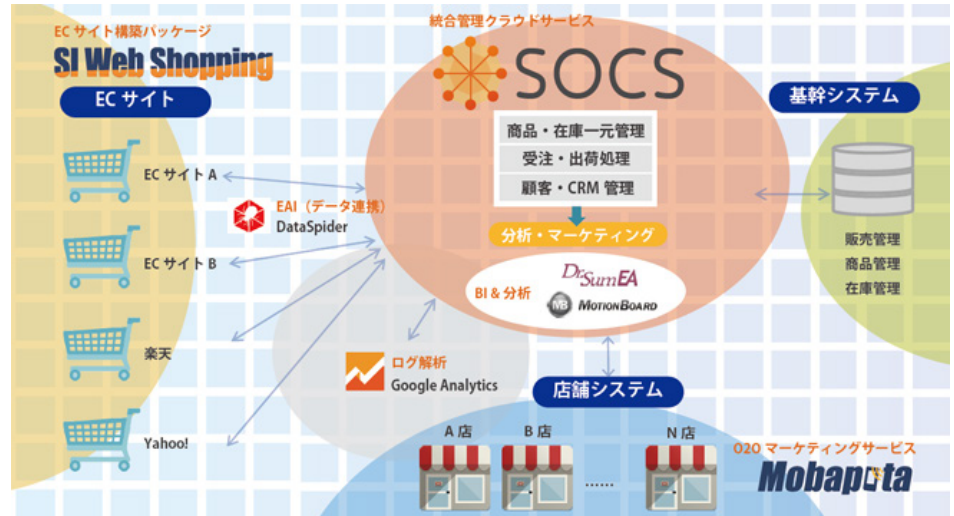 ECサイト構築パッケージ
SI Web Shopping
ECサイト
ECサイトA
ECサイトB
楽天
Yahoo!
EAI（データ連携）
DataSpider
統合管理クラウドサービス
SOCS
商品・在庫一元管理
受注・出荷処理
顧客・CRM管理
分析・マーケティング
BI&分析
Dr.SumEA
MB
MOTIONBOARD
ログ解析
Google Analytics
基幹システム
販売管理
商品管理
在庫管理
店舗システム
A店
B店
……
N店
O2Oマーケティングサービス
Mobapota